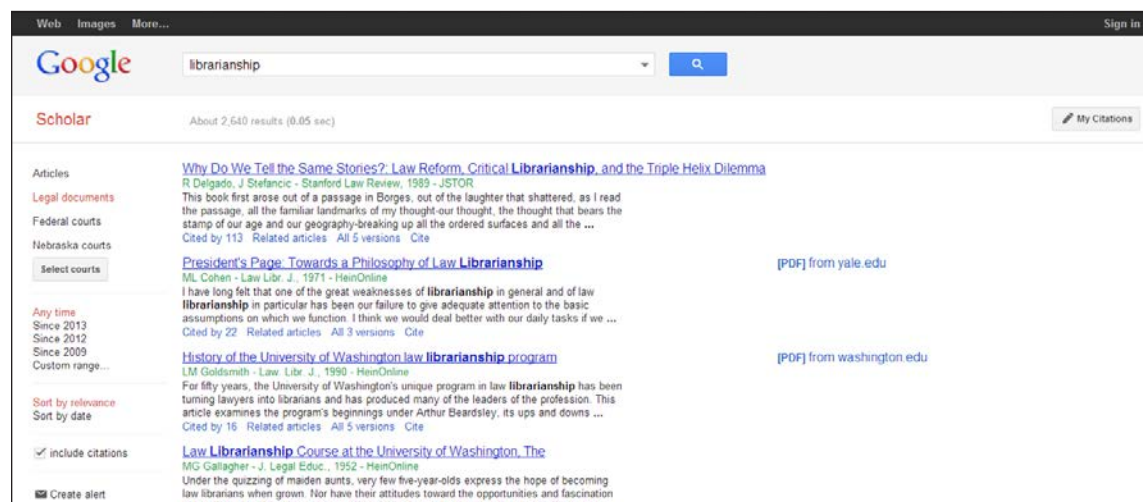 Web Images More... Sign in
Google librarianship
Scholar About 2,640 results (0.05 sec) My Citations
Articles
Legal documents
Federal courts
Nebraska courts
Select courts
Any time
Since 2013
Since 2012
Since 2009
Custom range...
Sort by relevance
Sort by date
include citations
Create alert
Why Do We Tell the Same Stories?: Law Reform, Critical Librarianship, and the Triple Helix Dilemma
R Delgado, J Stefancic - Stanford Law Review, 1989 - JSTOR
This book first arose out of a passage in Borges, out of the laughter that shattered, as I read
the passage, all the familiar landmarks of my thought-our thought, the thought that bears the
stamp of our age and our geography-breaking up all the ordered surfaces and all the ...
Cited by 113 Related articles All 5 versions Cite
President's Page: Towards a Philosophy of Law Librarianship [PDF] from yale.edu
ML Cohen - Law Libr. J., 1971 - HeinOnline
I have long felt that one of the great weaknesses of librarianship in general and of law
librarianship in particular has been our failure to give adequate attention to the basic
assumptions on which we function. I think we would deal better with our daily tasks if we ...
Cited by 22 Related articles All 3 versions Cite
History of the University of Washington law librarianship program [PDF] from washington.edu
LM Goldsmith - Law. Libr. J., 1990 - HeinOnline
For fifty years, the University of Washington's unique program in law librarianship has been
turning lawyers into librarians and has produced many of the leaders of the profession. This
article examines the program's beginnings under Arthur Beardsley, its ups and downs ...
Cited by 16 Related articles All 5 versions Cite
Law Librarianship Course at the University of Washington, The
MG Gallagher - J. Legal Educ., 1952 - HeinOnline
Under the quizzing of maiden aunts, very few five-year-olds express the hope of becoming
law librarians when grown. Nor have their attitudes toward the opportunities and fascination